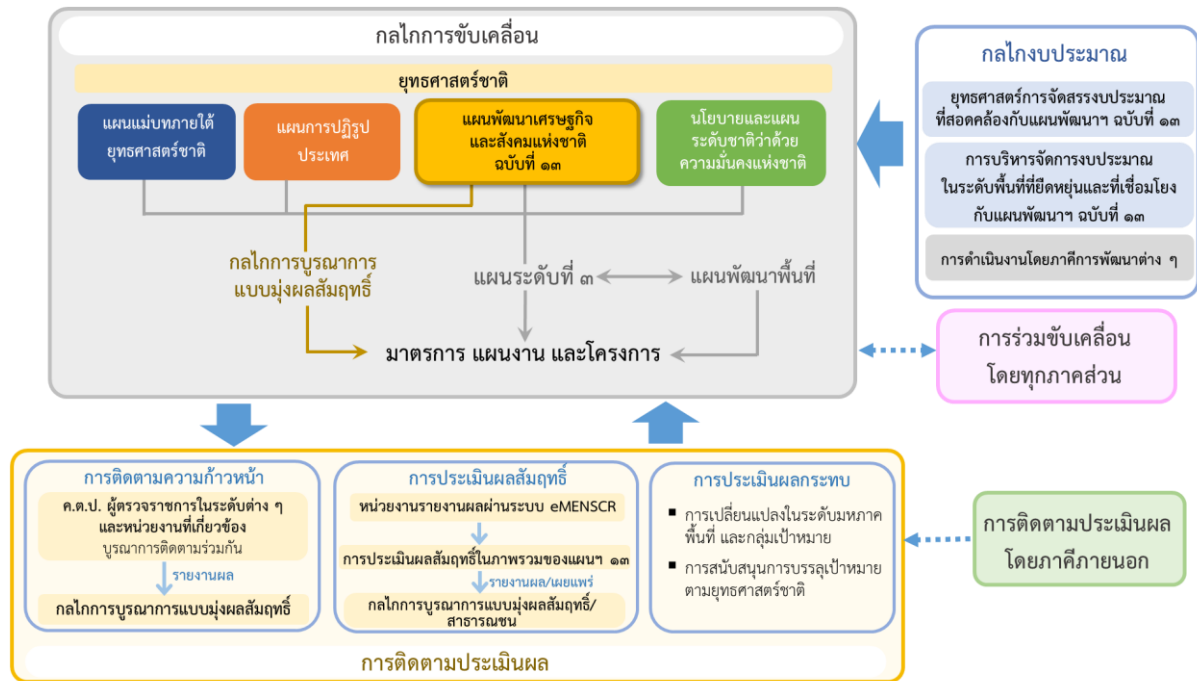 กลไกการขับเคลื่อน
ยุทธศาสตร์ชาติ
แผนแม่บทภายใต้
ยุทธศาสตร์ชาติ
แผนการปฏิรูป
ประเทศ
แผนพัฒนาเศรษฐกิจ
และสังคมแห่งชาติ
ฉบับที่ ๑๓
นโยบายและแผน
ระดับชาติว่าด้วย
ความมั่นคงแห่งชาติ
กลไกการบูรณาการ
แบบมุ่งผลสัมฤทธิ์
แผนระดับที่ ๓
แผนพัฒนาพื้นที่
มาตรการ แผนงาน และโครงการ
กลไกงบประมาณ
ยุทธศาสตร์การจัดสรรงบประมาณ
ที่สอดคล้องกับแผนพัฒนาฯ ฉบับที่ ๑๓
การบริหารจัดการงบประมาณ
ในระดับพื้นที่ที่ยืดหยุ่นและที่เชื่อมโยง
กับแผนพัฒนาฯ ฉบับที่ ๑๓
การดำเนินงานโดยภาคีการพัฒนาต่าง ๆ
การร่วมขับเคลื่อน
โดยทุกภาคส่วน
การติดตามความก้าวหน้า
ค.ต.ป. ผู้ตรวจราชการในระดับต่าง ๆ
และหน่วยงานที่เกี่ยวข้อง
บูรณาการติดตามร่วมกัน
รายงานผล
กลไกการบูรณาการแบบมุ่งผลสัมฤทธิ์
การประเมินผลสัมฤทธิ์
หน่วยงานรายงานผลผ่านระบบ eMENSCR
การประเมินผลสัมฤทธิ์ในภาพรวมของแผนฯ ๑๓
รายงานผล/เผยแพร่
กลไกการบูรณาการแบบมุ่งผลสัมฤทธิ์/
สาธารณชน
การประเมินผลกระทบ
▪ การเปลี่ยนแปลงในระดับมหภาค
พื้นที่ และกลุ่มเป้าหมาย
▪ การสนับสนุนการบรรลุเป้าหมาย
ตามยุทธศาสตร์ชาติ
การติดตามประเมินผล
โดยภาคีภายนอก
การติดตามประเมินผล